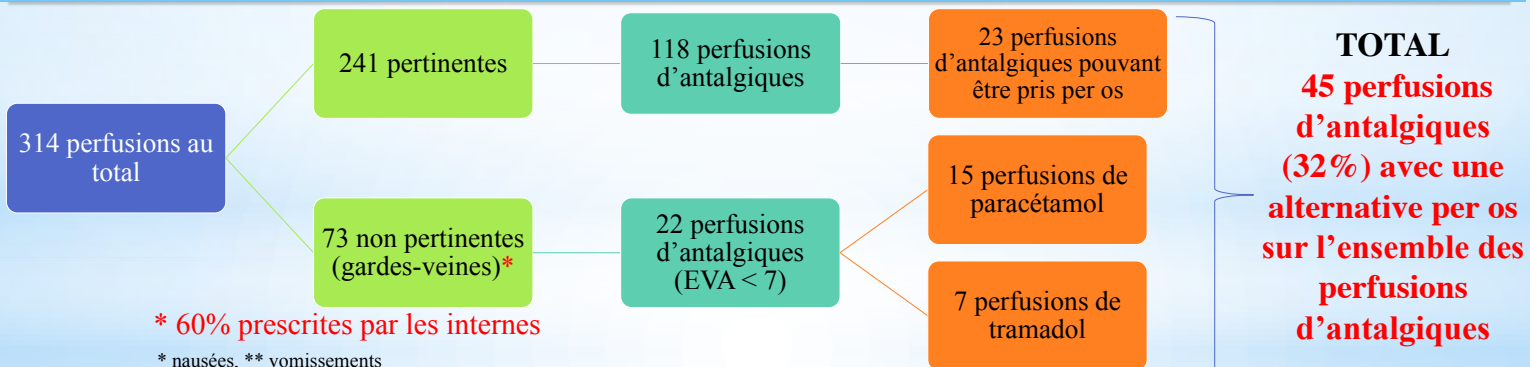 314 perfusions au
total
241 pertinentes
118 perfusions
d’antalgiques
23 perfusions
d’antalgiques pouvant
être pris per os
73 non pertinentes
(gardes-veines)*
22 perfusions
d’antalgiques
(EVA < 7)
15 perfusions de
paracétamol
7 perfusions de
tramadol
TOTAL
45 perfusions
d’antalgiques
(32%) avec une
alternative per os
sur l’ensemble des
perfusions
d’antalgiques
* 60% prescrites par les internes
* nausées, ** vomissements